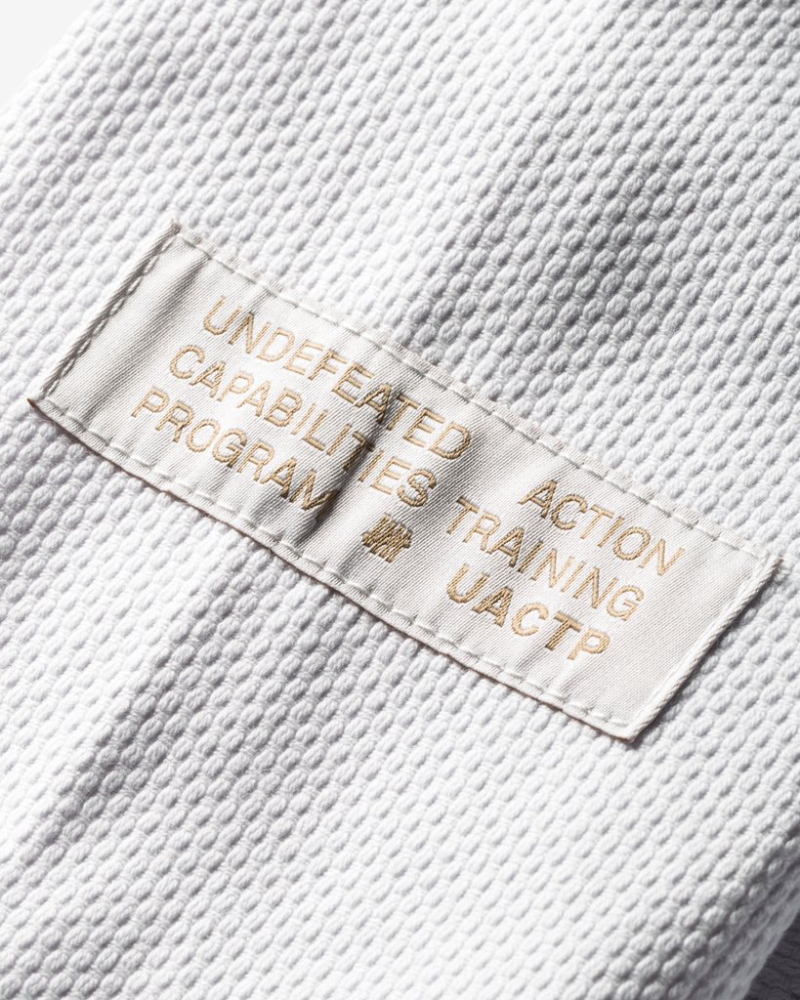 UNDEFEATED ACTION
CAPABILITIES TRAINING
PROGRAM UACTP